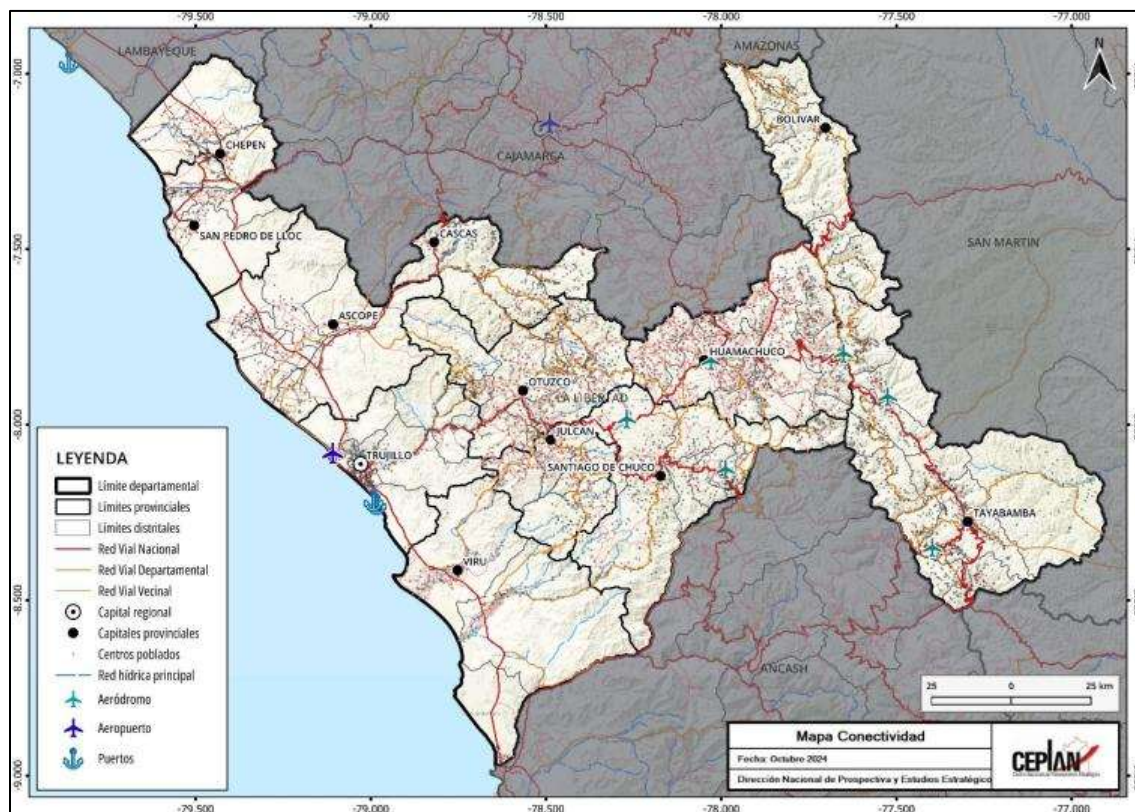 -79.500 -79.000 -78.500 -78.000 -77.500 -77.000
LAMBAYEQUE
AMAZONAS
N
-7.000
BOLIVAR
CHEPEN
CAJAMARCA
SAN PEDRO DE LLOC
CASCAS
SAN MARTIN
-7.500
ASCOPE
HUAMACHUCO
OTUZCO
LA LIBERTAD
-8.000
JULCAN
TRUJILLO
SANTIAGO DE CHUCO
TAYABAMBA
VIRU
-8.500
ANCASH
-9.000
LEYENDA
Límite departamental
Límites provinciales
Límites distritales
Red Vial Nacional
Red Vial Departamental
Red Vial Vecinal
Capital regional
Capitales provinciales
Centros poblados
Red hídrica principal
Aeródromo
Aeropuerto
Puertos
25 0 25 km
Mapa Conectividad
Fecha: Octubre 2024
Dirección Nacional de Prospectiva y Estudios Estratégico
CEPLAN
-79.500 -79.000 -78.500 -78.000 -77.500 -77.000